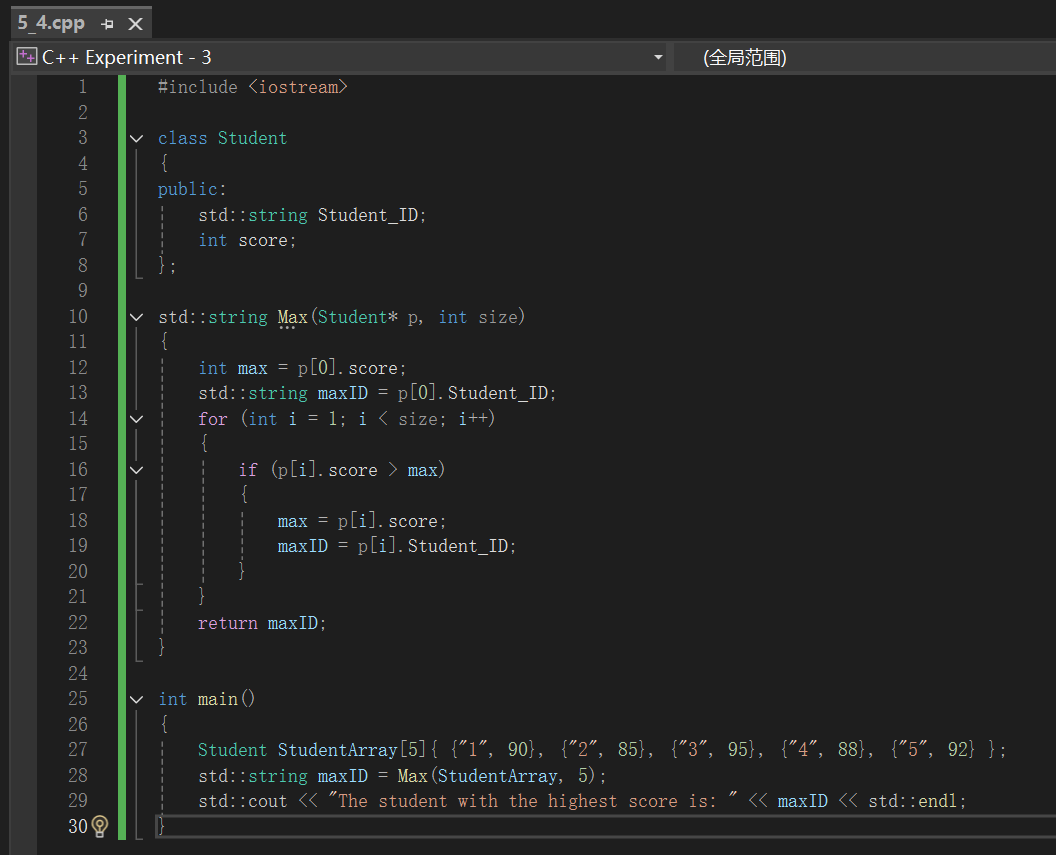 5_4.cpp
C++ Experiment - 3
(全局范围)
1 #include <iostream>
2
3 class Student
4 {
5 public:
6 std::string Student_ID;
7 int score;
8 };
9
10 std::string Max(Student* p, int size)
11 {
12 int max = p[0].score;
13 std::string maxID = p[0].Student_ID;
14 for (int i = 1; i < size; i++)
15 {
16 if (p[i].score > max)
17 {
18 max = p[i].score;
19 maxID = p[i].Student_ID;
20 }
21 }
22 return maxID;
23 }
24
25 int main()
26 {
27 Student StudentArray[5]{ {"1", 90}, {"2", 85}, {"3", 95}, {"4", 88}, {"5", 92} };
28 std::string maxID = Max(StudentArray, 5);
29 std::cout << "The student with the highest score is: " << maxID << std::endl;
30 }